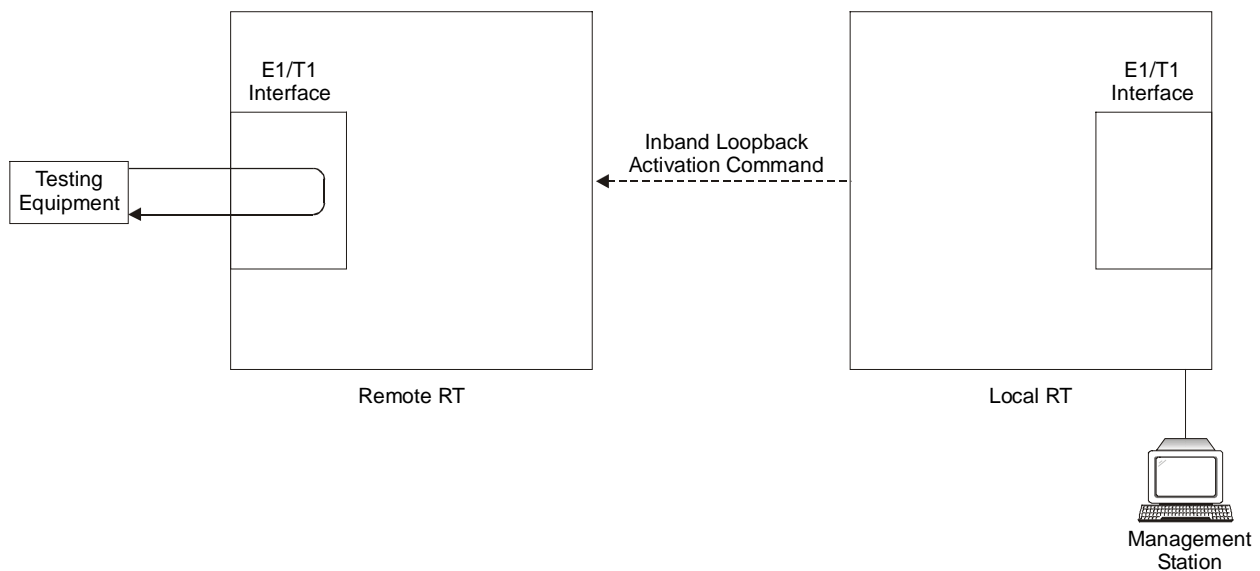 E1/T1
Interface
E1/T1
Interface
Inband Loopback
Activation Command
Testing
Equipment
Remote RT
Local RT
Management
Station